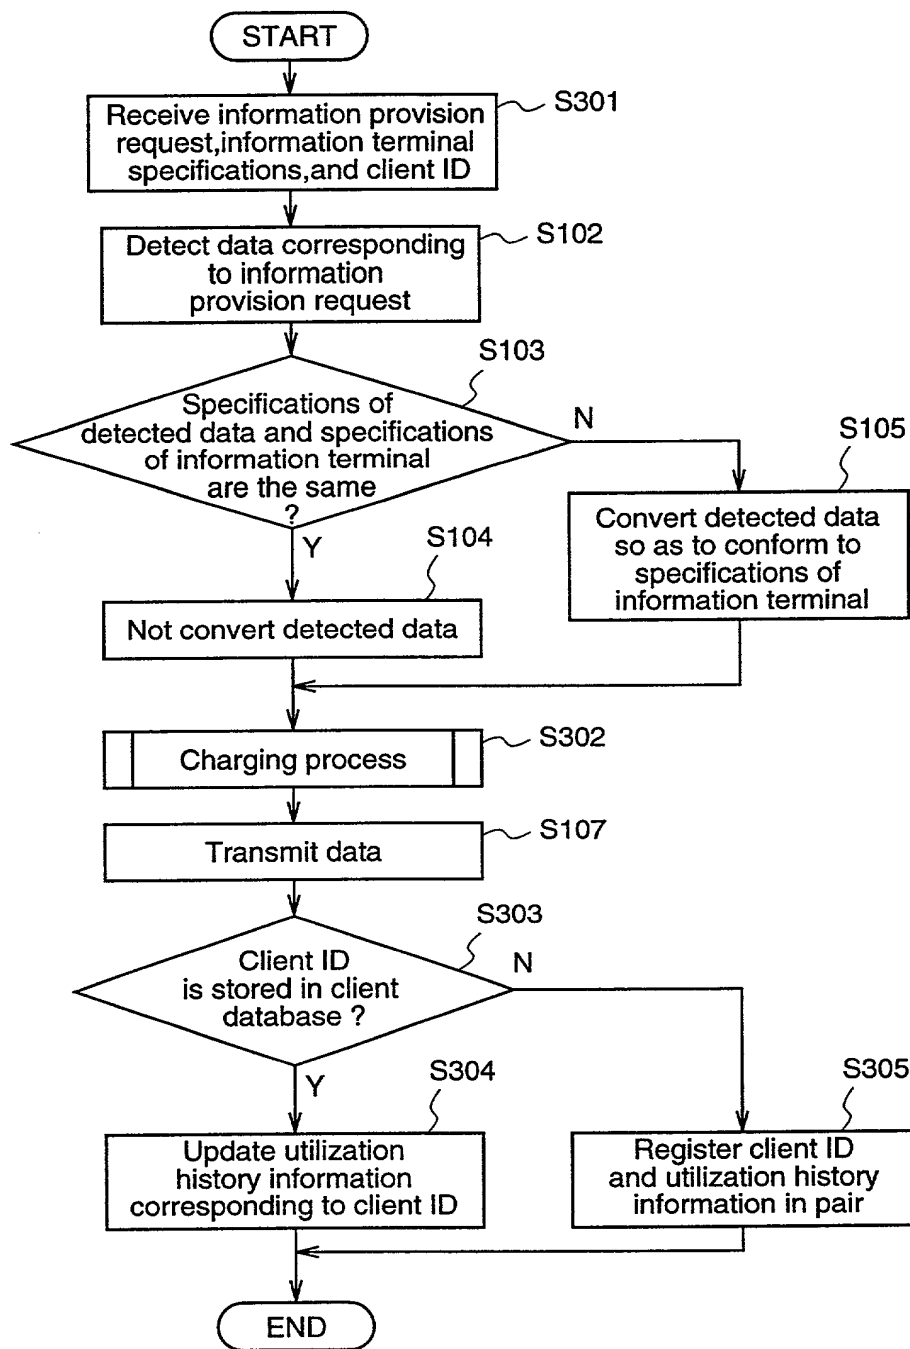 START
Receive information provision
request,information terminal
specifications,and client ID
S301
Detect data corresponding
to information
provision request
S102
S103
Specifications of
detected data and specifications
of information terminal
are the same
?
N
Y
S105
Convert detected data
so as to conform to
specifications of
information terminal
S104
Not convert detected data
S302
Charging process
S107
Transmit data
S303
Client ID
is stored in client
database ?
N
Y
S304
Update utilization
history information
corresponding to client ID
S305
Register client ID
and utilization history
information in pair
END